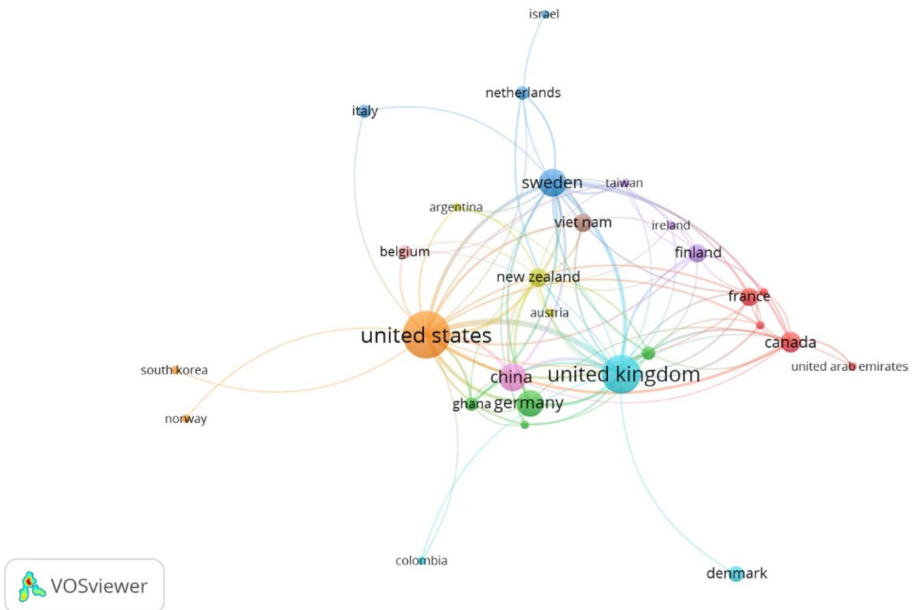 israel
netherlands
italy
sweden
taiwan
argentina
viet nam
ireland
belgium
finland
new zealand
france
austria
united states
canada
united arab emirates
south korea
china
united kingdom
ghana
germany
norway
colombia
denmark
VOSviewer